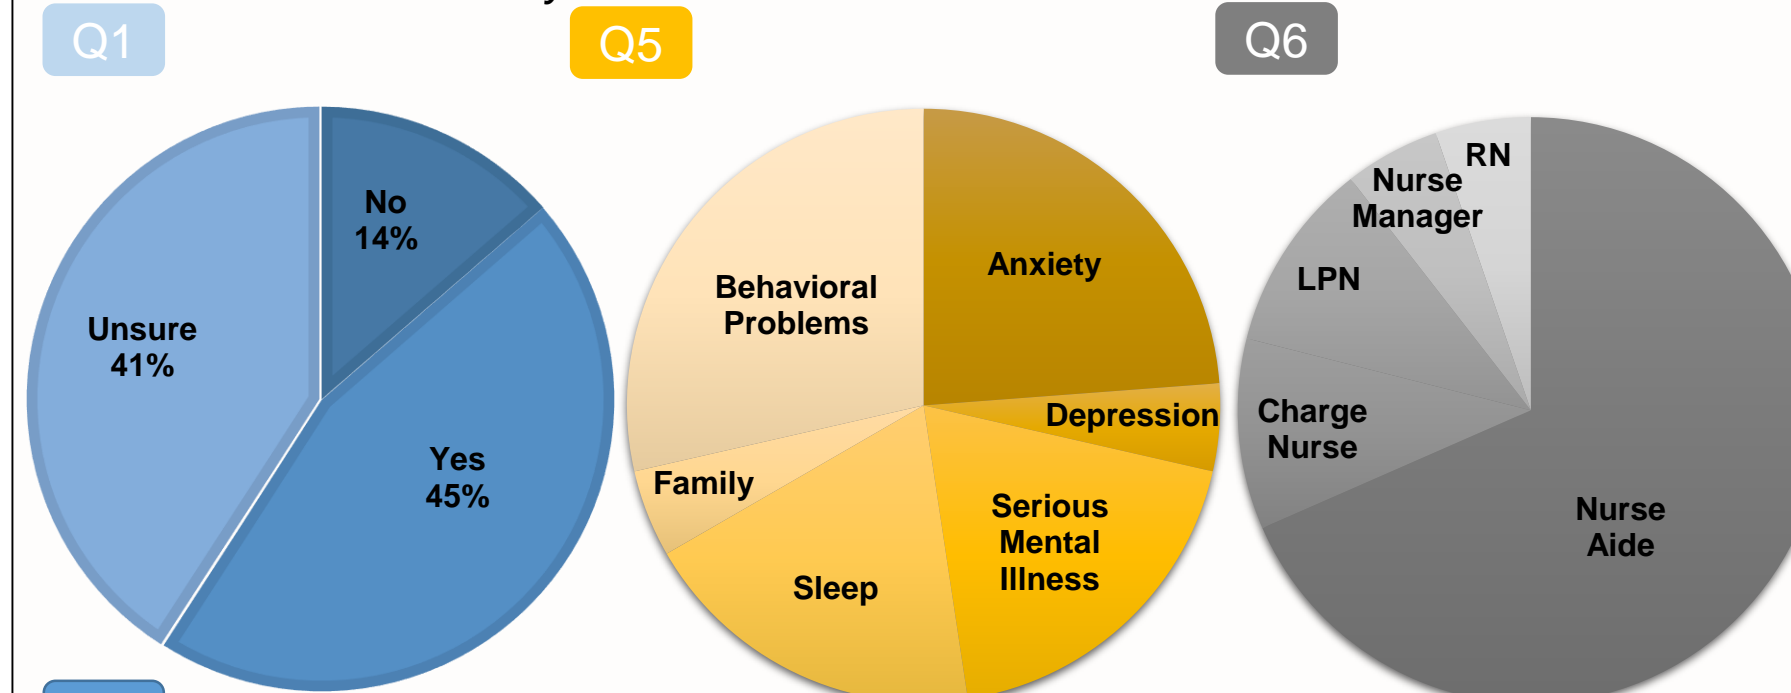 Q1
No
14%
Unsure
41%
Yes
45%
Q5
Behavioral
Problems
Anxiety
Depression
Family
Serious
Mental
Illness
Sleep
Q6
RN
Nurse
Manager
LPN
Charge
Nurse
Nurse
Aide